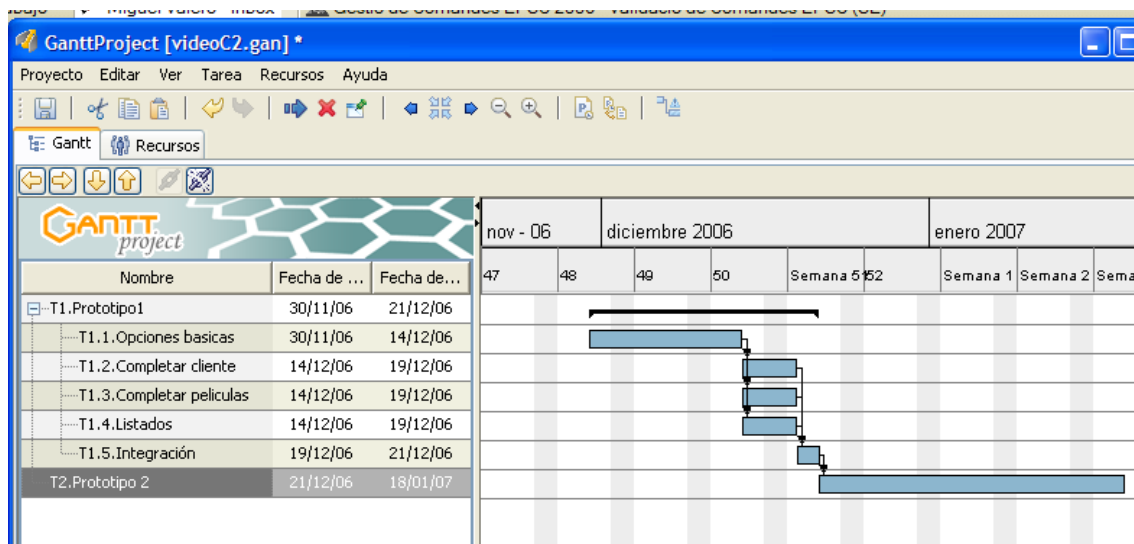 GanttProject [videoC2.gan] *
Proyecto Editar Ver Tarea Recursos Ayuda
Gantt Recursos
GANTT project
nov - 06 diciembre 2006 enero 2007
Nombre Fecha de ... Fecha de... 47 48 49 50 Semana 51 52 Semana 1 Semana 2 Sema
T1.Prototipo1 30/11/06 21/12/06
T1.1.Opciones basicas 30/11/06 14/12/06
T1.2.Completar cliente 14/12/06 19/12/06
T1.3.Completar peliculas 14/12/06 19/12/06
T1.4.Listados 14/12/06 19/12/06
T1.5.Integración 19/12/06 21/12/06
T2.Prototipo 2 21/12/06 18/01/07